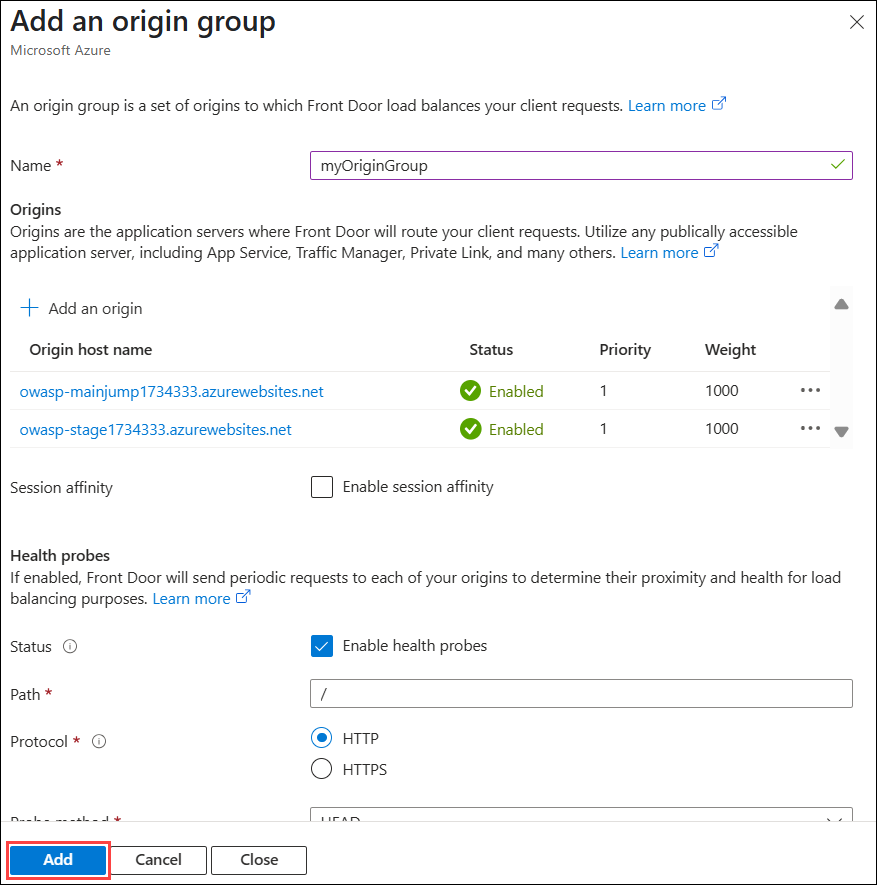 Add an origin group
Microsoft Azure
An origin group is a set of origins to which Front Door load balances your client requests. Learn more
Name *
myOriginGroup
Origins
Origins are the application servers where Front Door will route your client requests. Utilize any publically accessible
application server, including App Service, Traffic Manager, Private Link, and many others. Learn more
Add an origin
Origin host name Status Priority Weight
owasp-mainjump1734333.azurewebsites.net Enabled 1 1000
owasp-stage1734333.azurewebsites.net Enabled 1 1000
Session affinity Enable session affinity
Health probes
If enabled, Front Door will send periodic requests to each of your origins to determine their proximity and health for load
balancing purposes. Learn more
Status Enable health probes
Path * /
Protocol * HTTP
HTTPS
Probe method * HEAD
Add Cancel Close